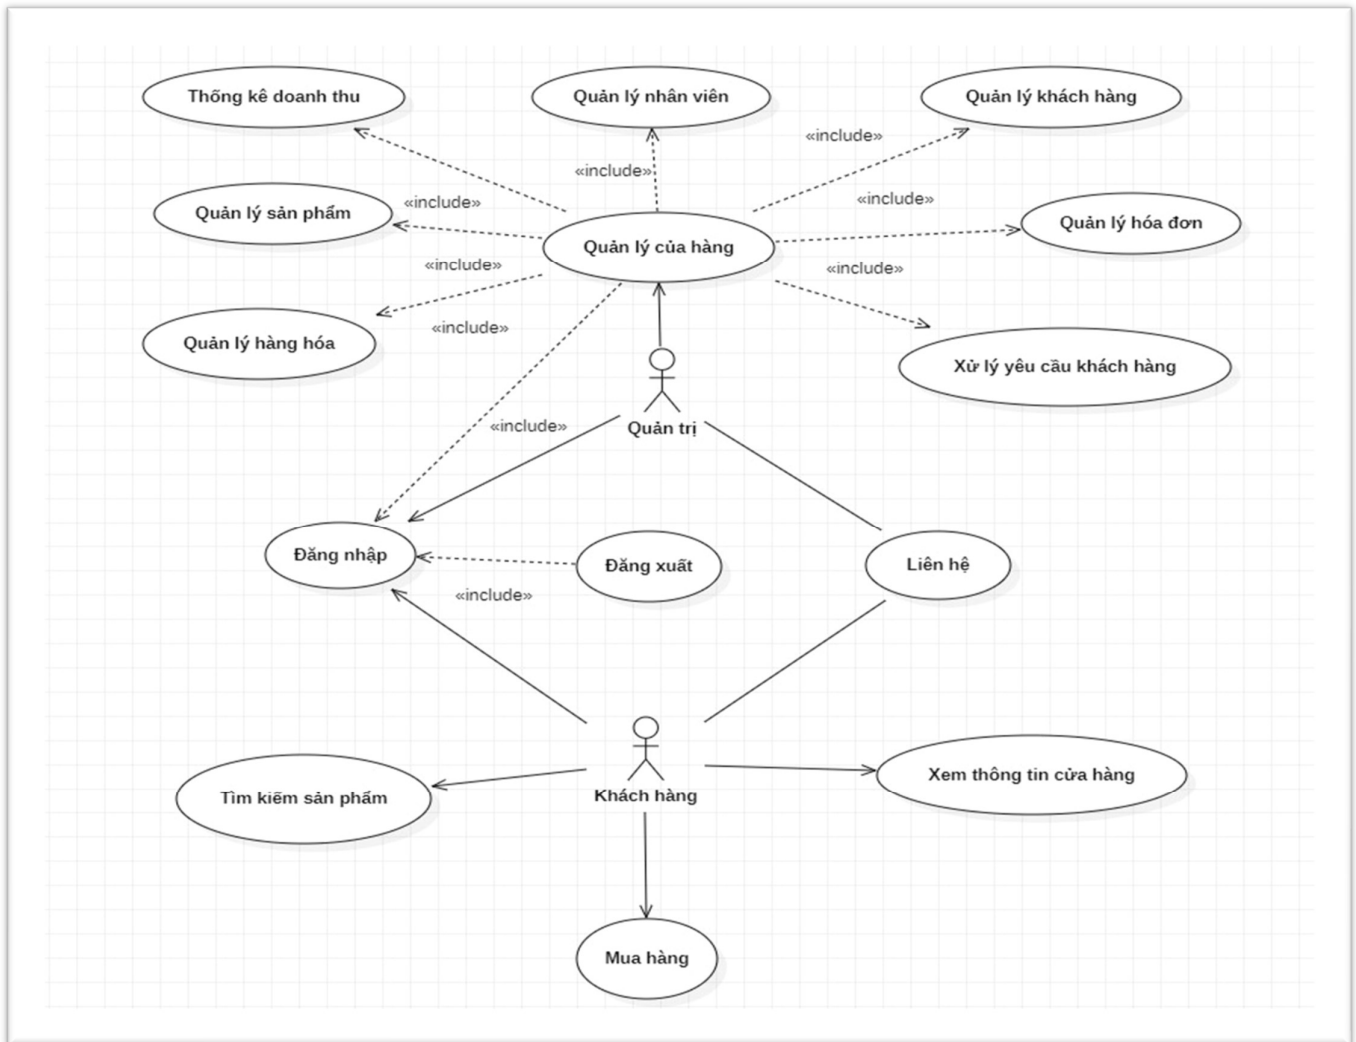 Thống kê doanh thu
Quản lý nhân viên
Quản lý khách hàng
«include»
«include»
Quản lý sản phẩm
«include»
«include»
Quản lý hóa đơn
Quản lý của hàng
«include»
«include»
«include»
Quản lý hàng hóa
Xử lý yêu cầu khách hàng
«include»
Quản trị
Đăng nhập
Đăng xuất
Liên hệ
«include»
Tìm kiếm sản phẩm
Khách hàng
Xem thông tin cửa hàng
Mua hàng